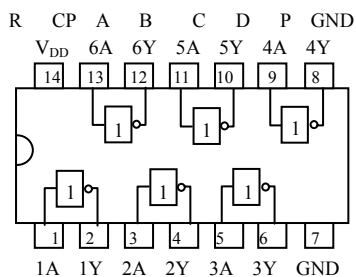 R CP A B C D P GND
V_DD 6A 6Y 5A 5Y 4A 4Y
14 13 12 11 10 9 8
1 1 1
1 1 1
1 2 3 4 5 6 7
1A 1Y 2A 2Y 3A 3Y GND